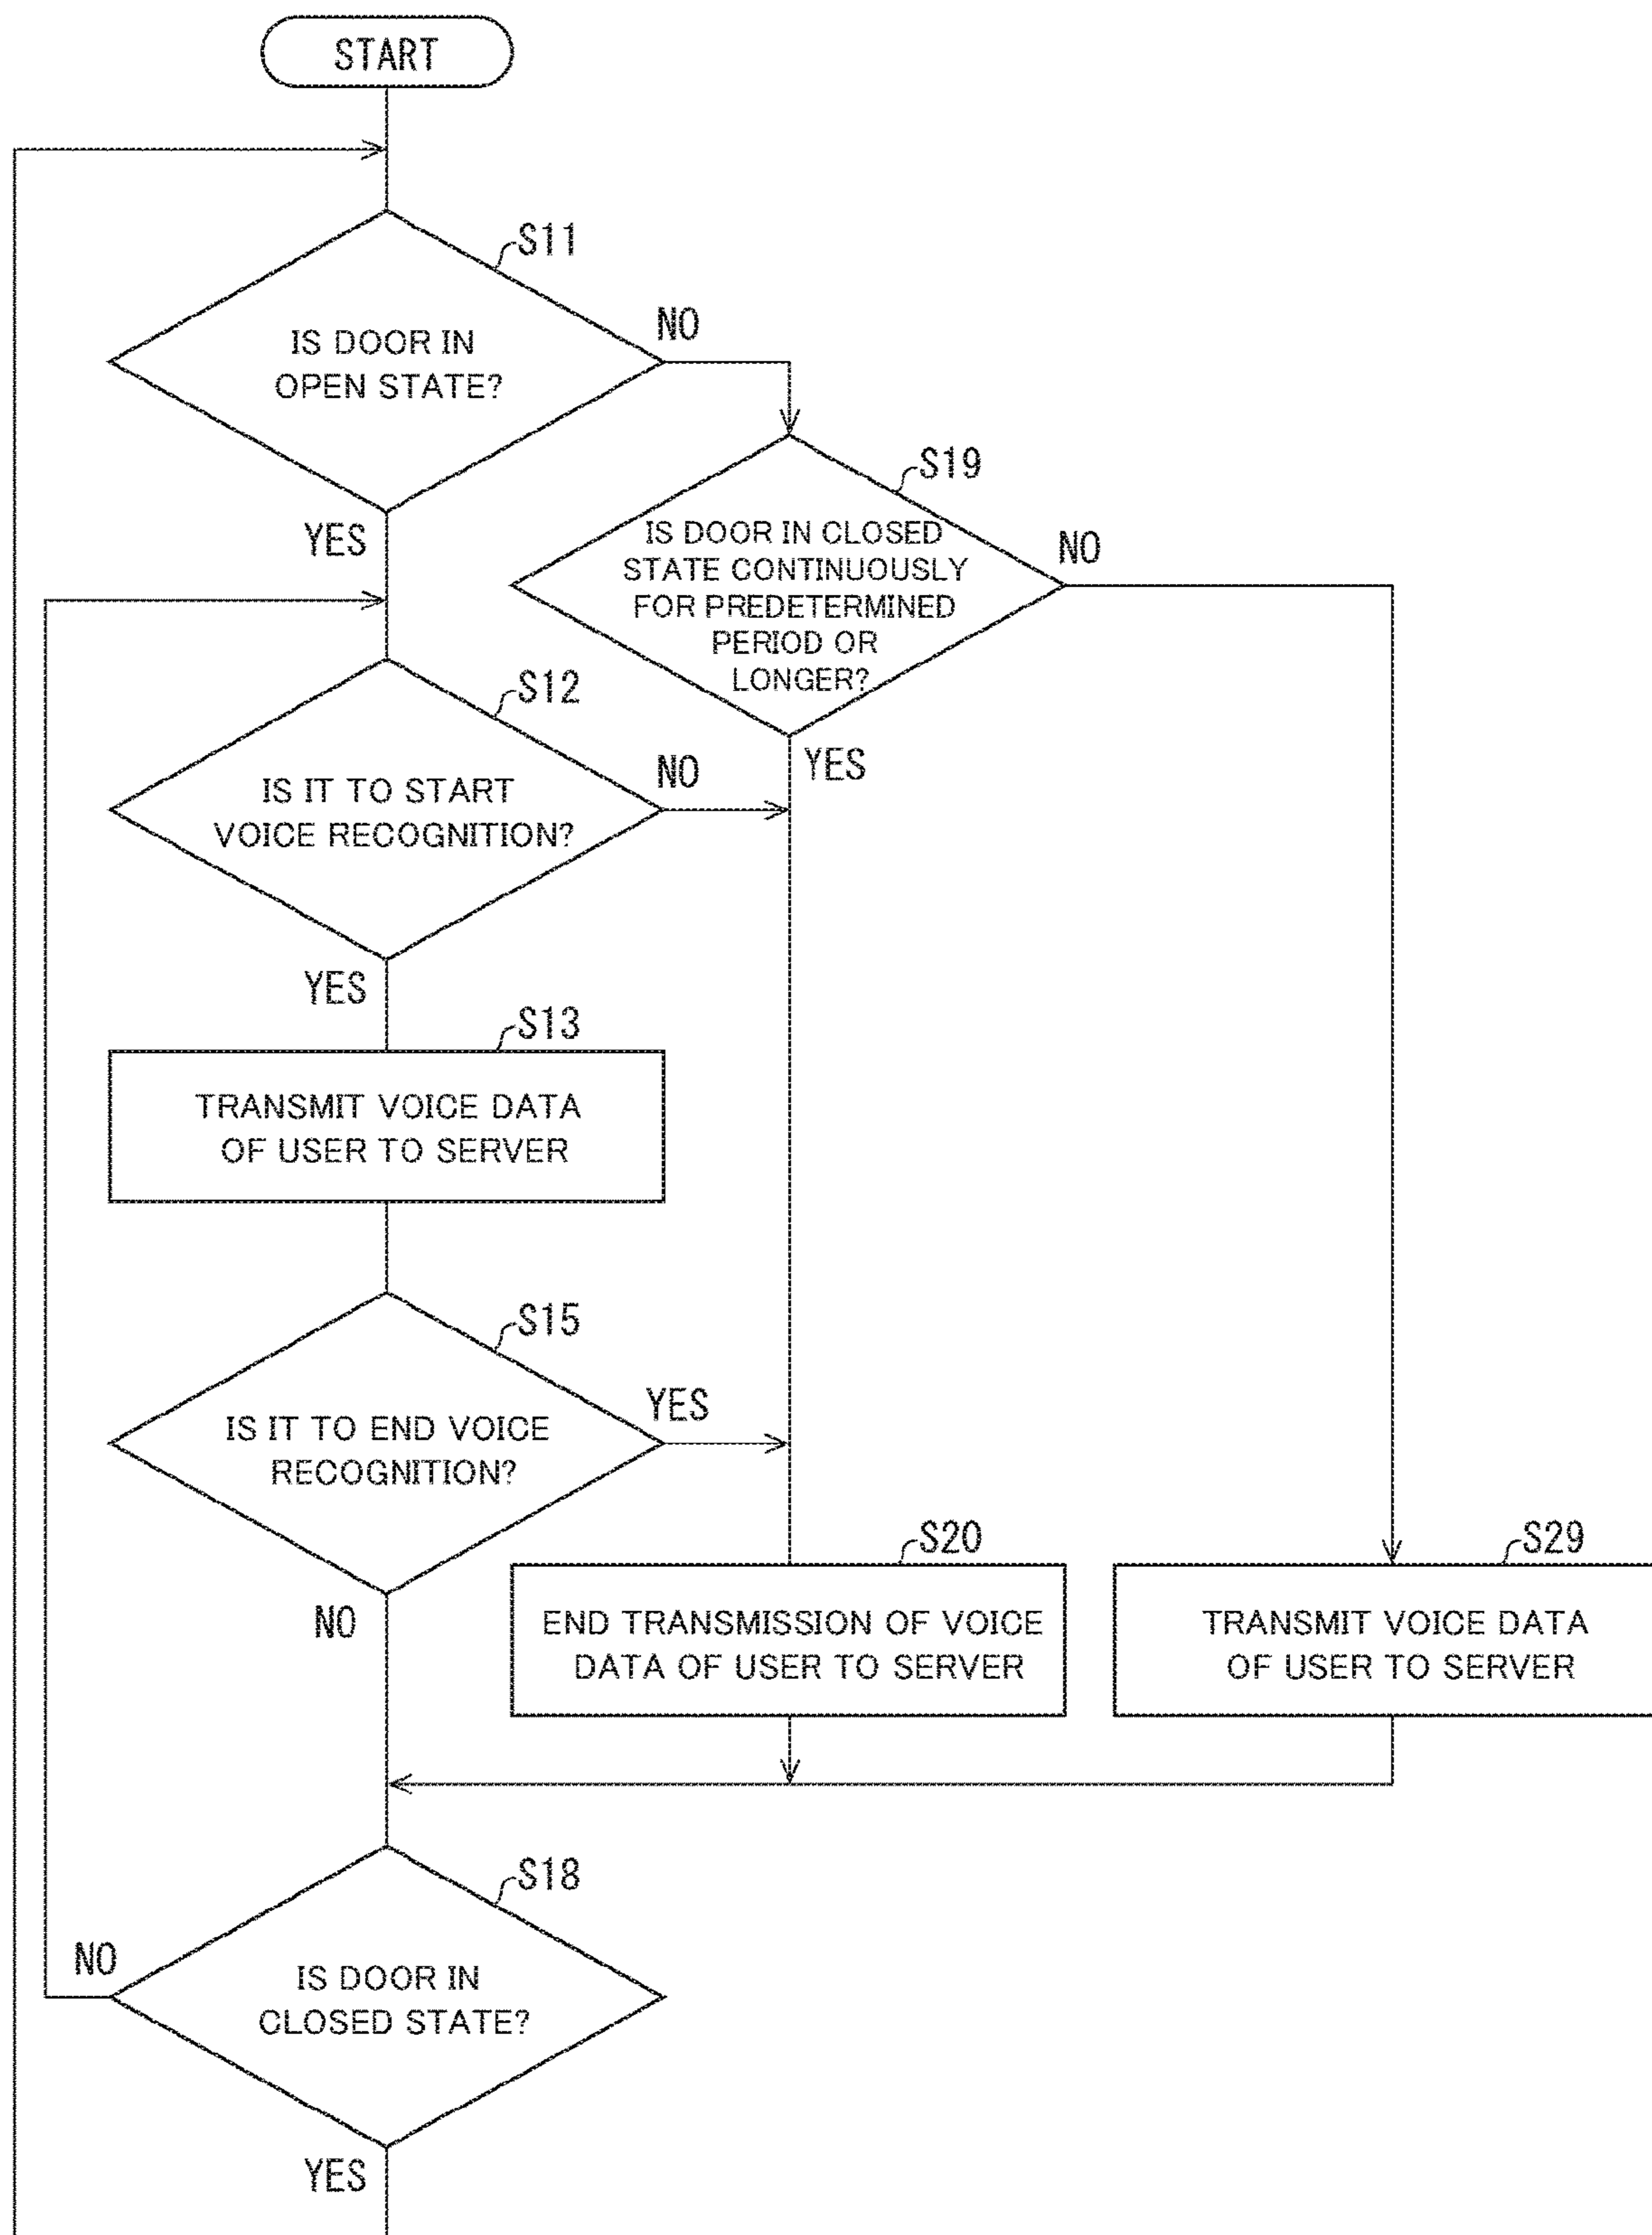 START
S11
IS DOOR IN
OPEN STATE?
NO
YES
S19
IS DOOR IN CLOSED
STATE CONTINUOUSLY
FOR PREDETERMINED
PERIOD OR
LONGER?
NO
YES
S12
IS IT TO START
VOICE RECOGNITION?
NO
YES
S13
TRANSMIT VOICE DATA
OF USER TO SERVER
S15
IS IT TO END VOICE
RECOGNITION?
YES
NO
S20
END TRANSMISSION OF VOICE
DATA OF USER TO SERVER
S29
TRANSMIT VOICE DATA
OF USER TO SERVER
S18
IS DOOR IN
CLOSED STATE?
NO
YES